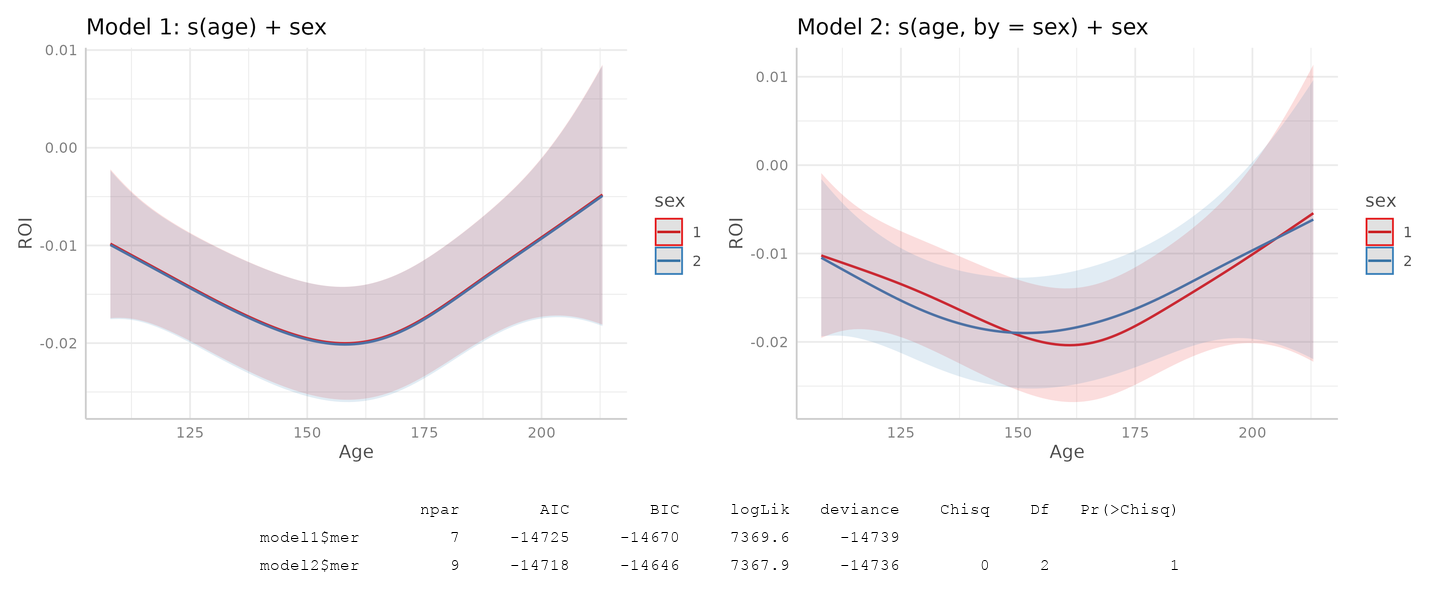 Model 1: s(age) + sex
0.01
0.00
-0.01
-0.02
ROI
125
150
175
200
Age
sex
1
2
Model 2: s(age, by = sex) + sex
0.01
0.00
-0.01
-0.02
ROI
125
150
175
200
Age
sex
1
2
npar AIC BIC logLik deviance Chisq Df Pr(>Chisq)
model1$mer 7 -14725 -14670 7369.6 -14739
model2$mer 9 -14718 -14646 7367.9 -14736 0 2 1